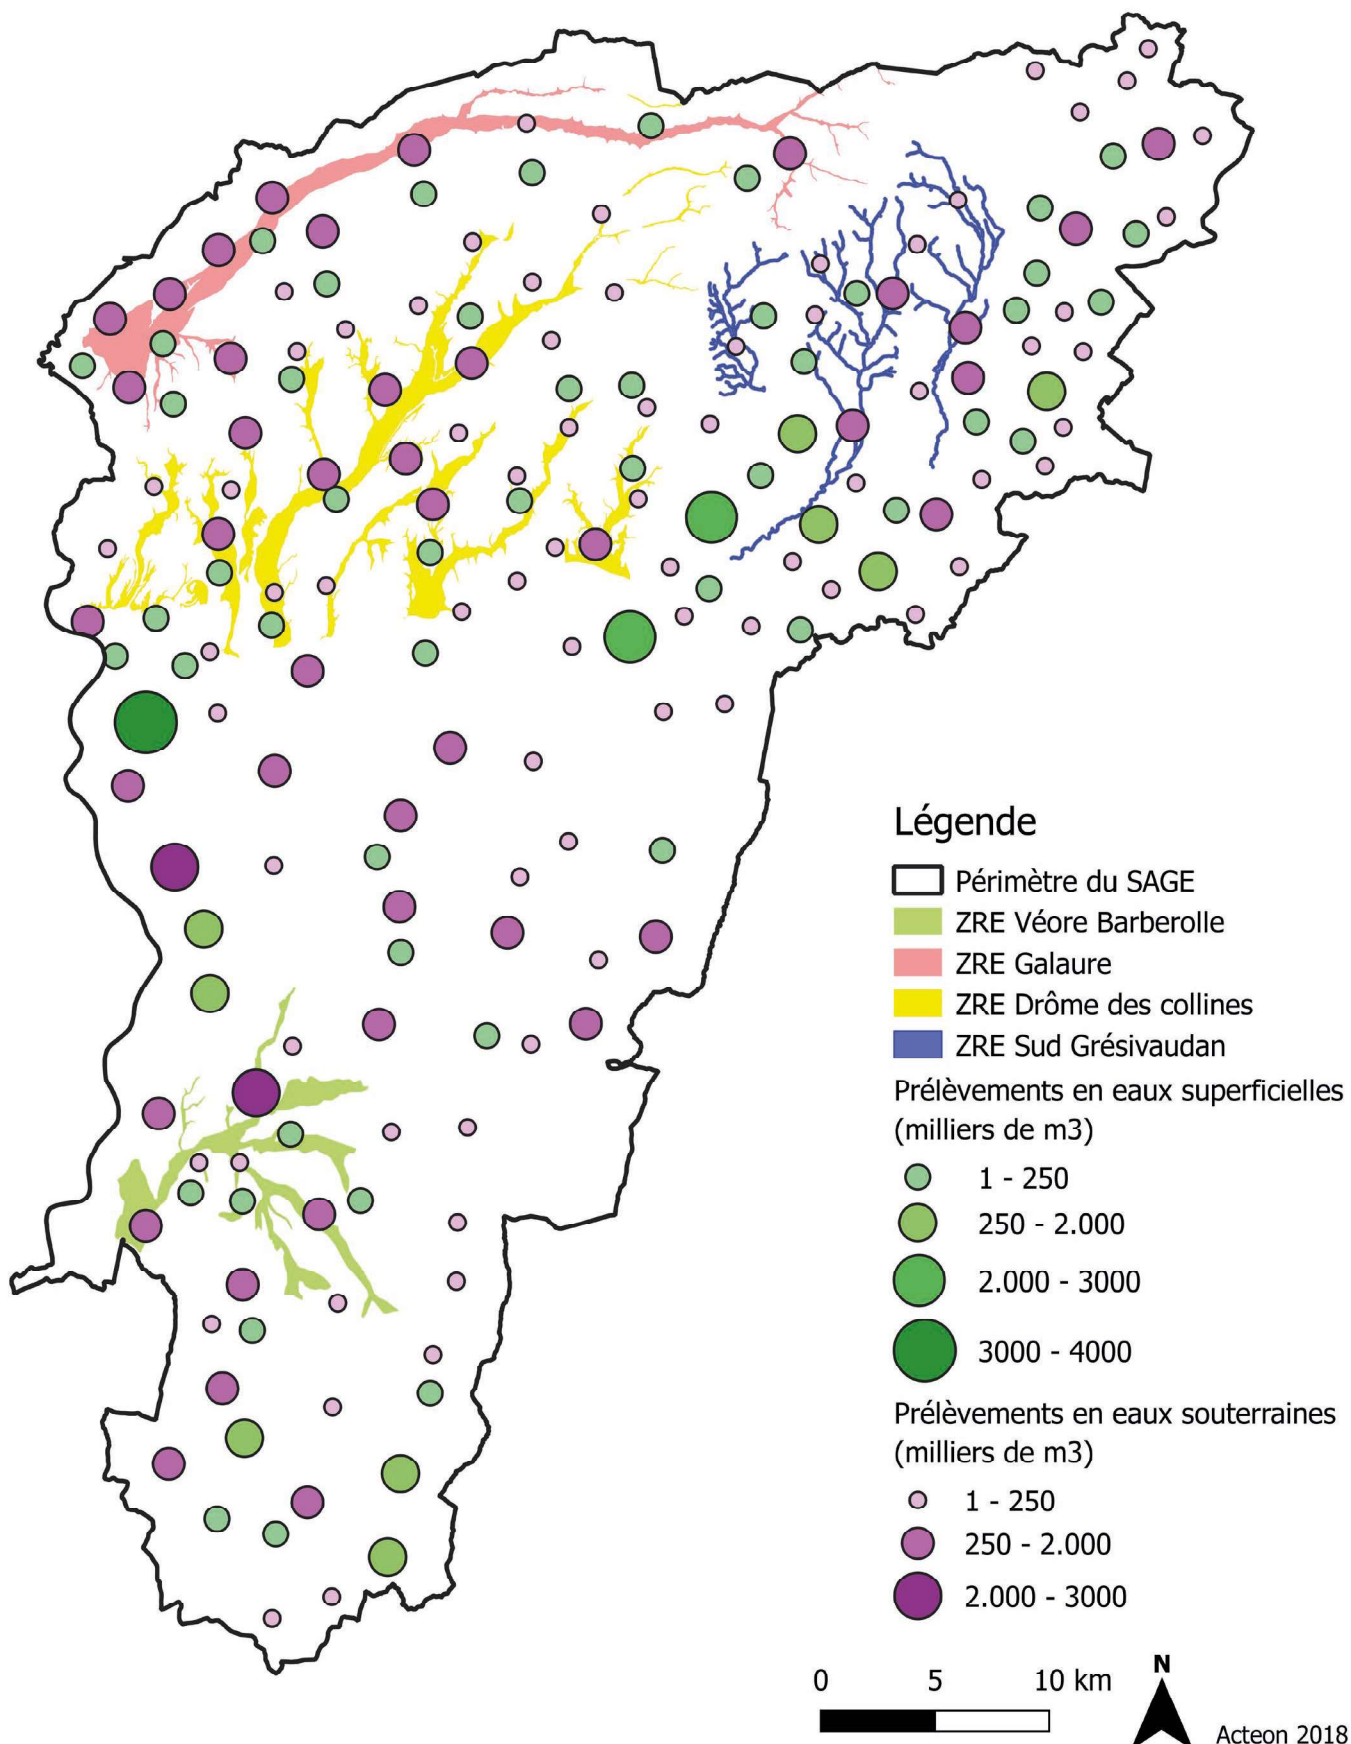 Légende
Périmètre du SAGE
ZRE Véore Barberolle
ZRE Galaure
ZRE Drôme des collines
ZRE Sud Grésivaudan
Prélèvements en eaux superficielles
(milliers de m3)
1 - 250
250 - 2.000
2.000 - 3000
3000 - 4000
Prélèvements en eaux souterraines
(milliers de m3)
1 - 250
250 - 2.000
2.000 - 3000
0 5 10 km
N
Acteon 2018